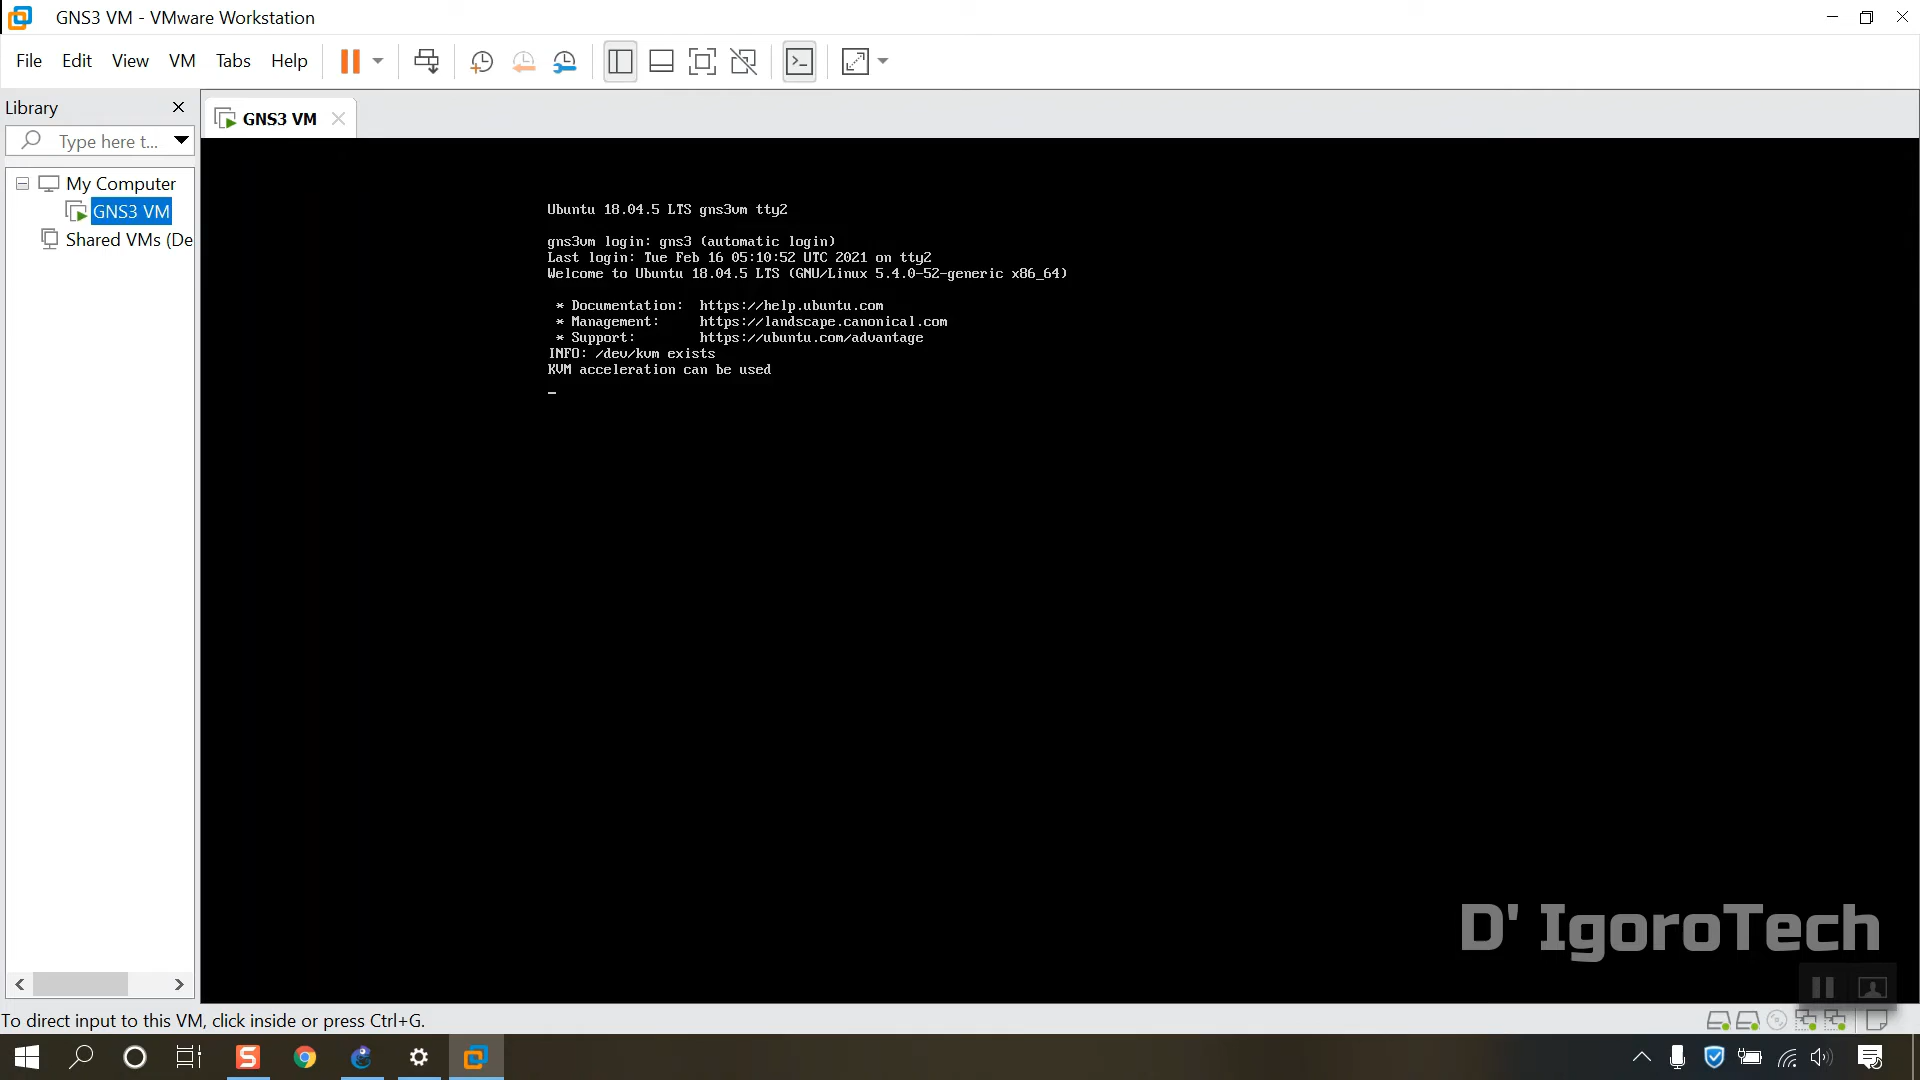 GNS3 VM - VMware Workstation
File Edit View VM Tabs Help
Library
GNS3 VM
Type here t...
My Computer
GNS3 VM
Shared VMs (De
Ubuntu 18.04.5 LTS gns3vm tty2
gns3vm login: gns3 (automatic login)
Last login: Tue Feb 16 05:10:52 UTC 2021 on tty2
Welcome to Ubuntu 18.04.5 LTS (GNU/Linux 5.4.0-52-generic x86_64)
* Documentation: https://help.ubuntu.com
* Management: https://landscape.canonical.com
* Support: https://ubuntu.com/advantage
INFO: /dev/kvm exists
KVM acceleration can be used
_
D' IgoroTech
To direct input to this VM, click inside or press Ctrl+G.